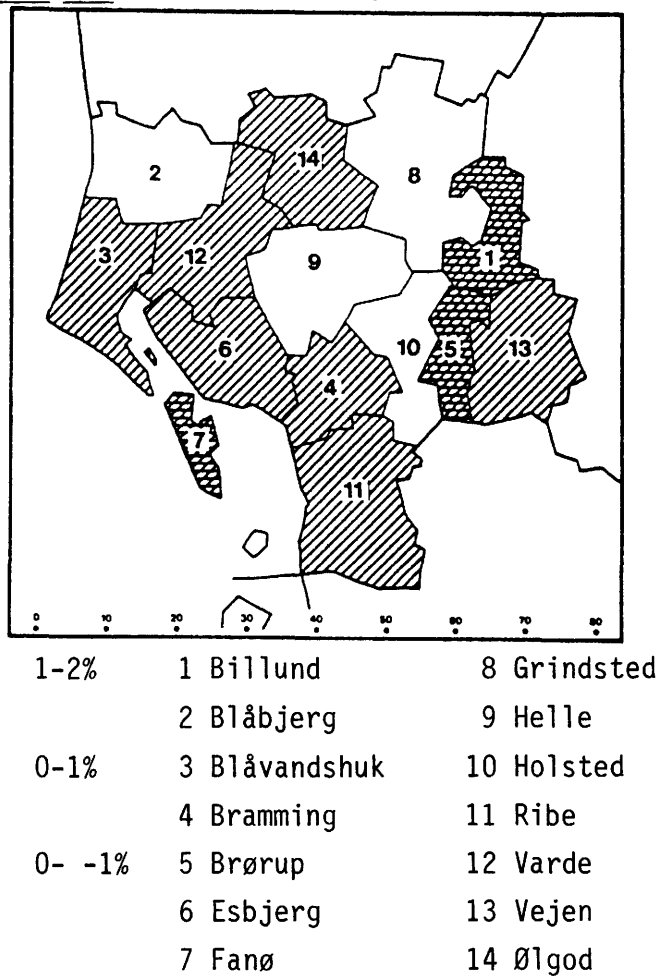 2
14
8
3
12
9
1
6
10
5
13
4
7
11
0 10 20 30 40 50 60 70 80
1-2% 1 Billund 8 Grindsted
2 Blåbjerg 9 Helle
0-1% 3 Blåvandshuk 10 Holsted
4 Bramming 11 Ribe
0- -1% 5 Brørup 12 Varde
6 Esbjerg 13 Vejen
7 Fanø 14 Ølgod